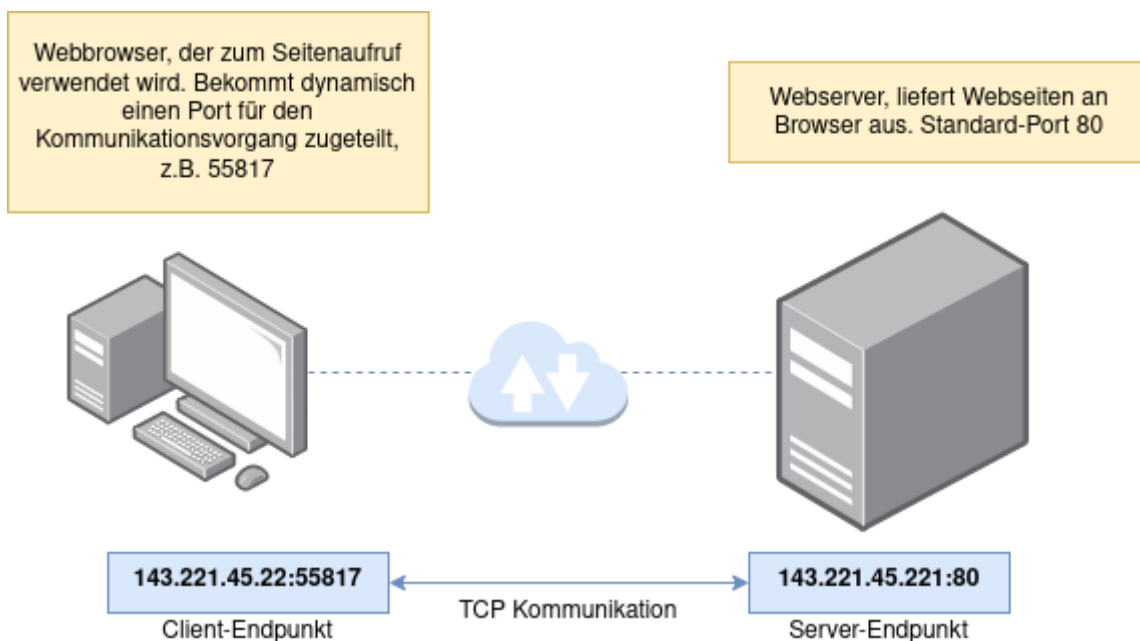 Webbrowser, der zum Seitenaufruf
verwendet wird. Bekommt dynamisch
einen Port für den
Kommunikationsvorgang zugeteilt,
z.B. 55817
Webserver, liefert Webseiten an
Browser aus. Standard-Port 80
143.221.45.22:55817
TCP Kommunikation
143.221.45.221:80
Client-Endpunkt
Server-Endpunkt